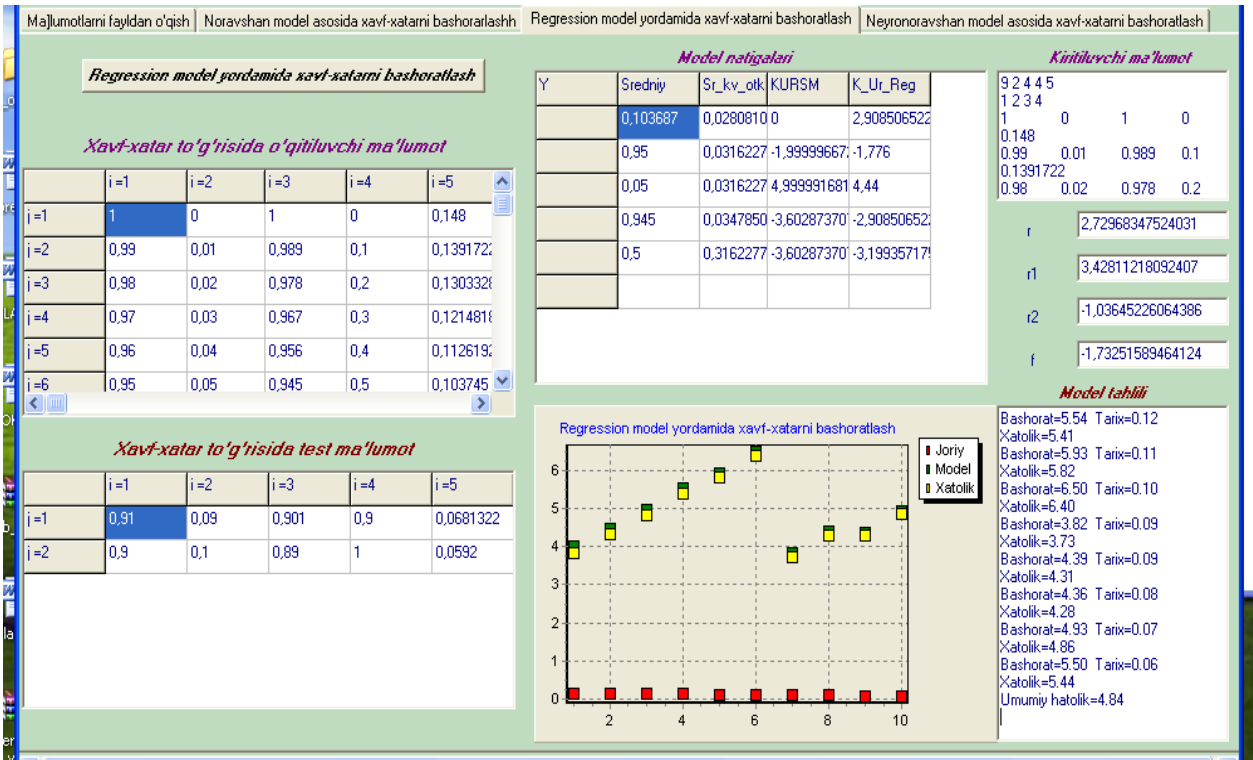 Ma]lumotlarni fayldan o'qish Noravshan model asosida xavf-xatarni bashorarlashh Regression model yordamida xavf-xatarni bashoratlash Neyronoravshan model asosida xavf-xatarni bashoratlash
Regression model yordamida xavf-xatarni bashoratlash
Xavf-xatar to'g'risida o'qitiluvchi ma'lumot
i =1 i =2 i =3 i =4 i =5
j =1 1 0 1 0 0,148
j =2 0,99 0,01 0,989 0,1 0,1391722
j =3 0,98 0,02 0,978 0,2 0,1303328
j =4 0,97 0,03 0,967 0,3 0,1214818
j =5 0,96 0,04 0,956 0,4 0,1126192
j =6 0,95 0,05 0,945 0,5 0,103745
Xavf-xatar to'g'risida test ma'lumot
i =1 i =2 i =3 i =4 i =5
j =1 0,91 0,09 0,901 0,9 0,0681322
j =2 0,9 0,1 0,89 1 0,0592
Model natigalari
Y Sredniy Sr_kv_otk KURSM K_Ur_Reg
0,103687 0,0280810 0 2,908506522
0,95 0,0316227 -1,99999667 -1,776
0,05 0,0316227 4,999991681 4,44
0,945 0,0347850 -3,60287370 -2,90850652
0,5 0,3162277 -3,60287370 -3,19935717
Regression model yordamida xavf-xatarni bashoratlash
6
5
4
3
2
1
0
2 4 6 8 10
Joriy
Model
Xatolik
Kiritiluvchi ma'lumot
9 2 4 4 5
1 2 3 4
1 0 1 0
0.148
0.99 0.01 0.989 0.1
0.1391722
0.98 0.02 0.978 0.2
r 2,72968347524031
r1 3,42811218092407
r2 -1,03645226064386
f -1,73251589464124
Model tahlili
Bashorat=5.54 Tarix=0.12
Xatolik=5.41
Bashorat=5.93 Tarix=0.11
Xatolik=5.82
Bashorat=6.50 Tarix=0.10
Xatolik=6.40
Bashorat=3.82 Tarix=0.09
Xatolik=3.73
Bashorat=4.39 Tarix=0.09
Xatolik=4.31
Bashorat=4.36 Tarix=0.08
Xatolik=4.28
Bashorat=4.93 Tarix=0.07
Xatolik=4.86
Bashorat=5.50 Tarix=0.06
Xatolik=5.44
Umumiy hatolik=4.84